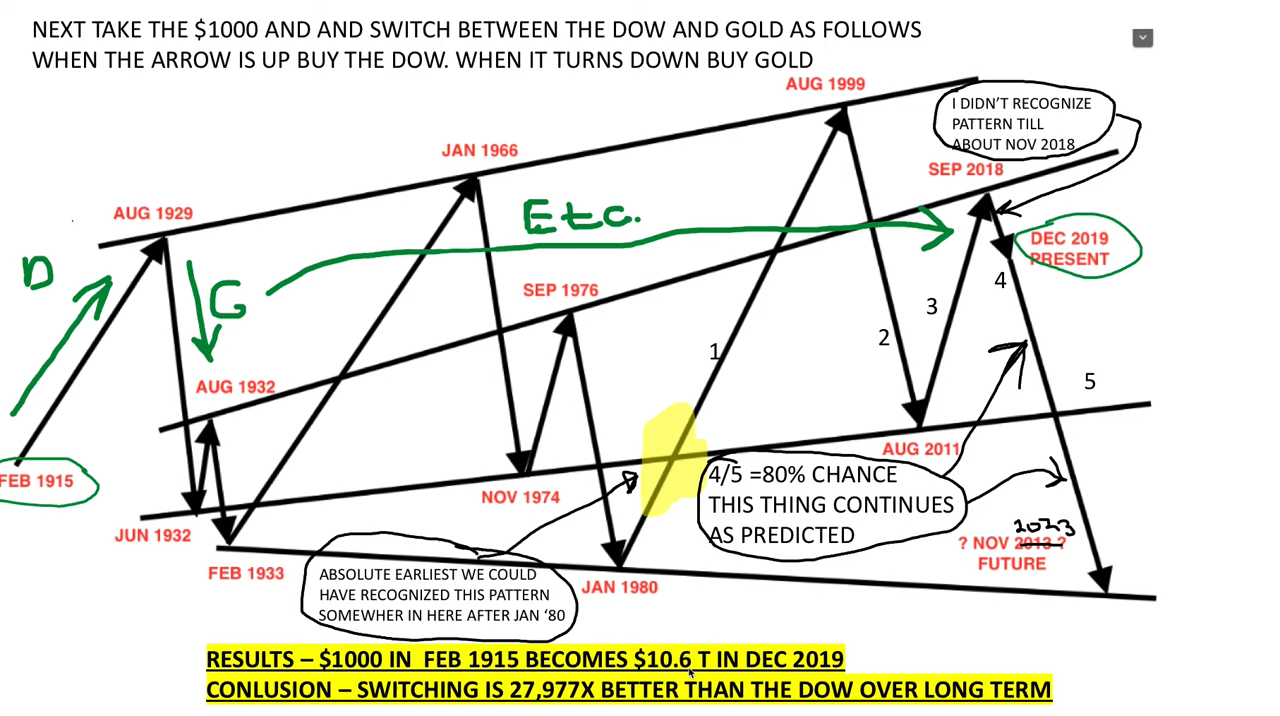 NEXT TAKE THE $1000 AND AND SWITCH BETWEEN THE DOW AND GOLD AS FOLLOWS
WHEN THE ARROW IS UP BUY THE DOW. WHEN IT TURNS DOWN BUY GOLD
AUG 1999
I DIDN'T RECOGNIZE
PATTERN TILL
ABOUT NOV 2018
JAN 1966
SEP 2018
AUG 1929
Etc.
DEC 2019
PRESENT
D
G
SEP 1976
4
3
2
1
AUG 1932
5
AUG 2011
FEB 1915
4/5 =80% CHANCE
THIS THING CONTINUES
AS PREDICTED
NOV 1974
JUN 1932
2023
? NOV 2013 ?
FUTURE
FEB 1933
ABSOLUTE EARLIEST WE COULD
HAVE RECOGNIZED THIS PATTERN
SOMEWHER IN HERE AFTER JAN ‘80
JAN 1980
RESULTS – $1000 IN  FEB 1915 BECOMES $10.6 T IN DEC 2019
CONLUSION – SWITCHING IS 27,977X BETTER THAN THE DOW OVER LONG TERM